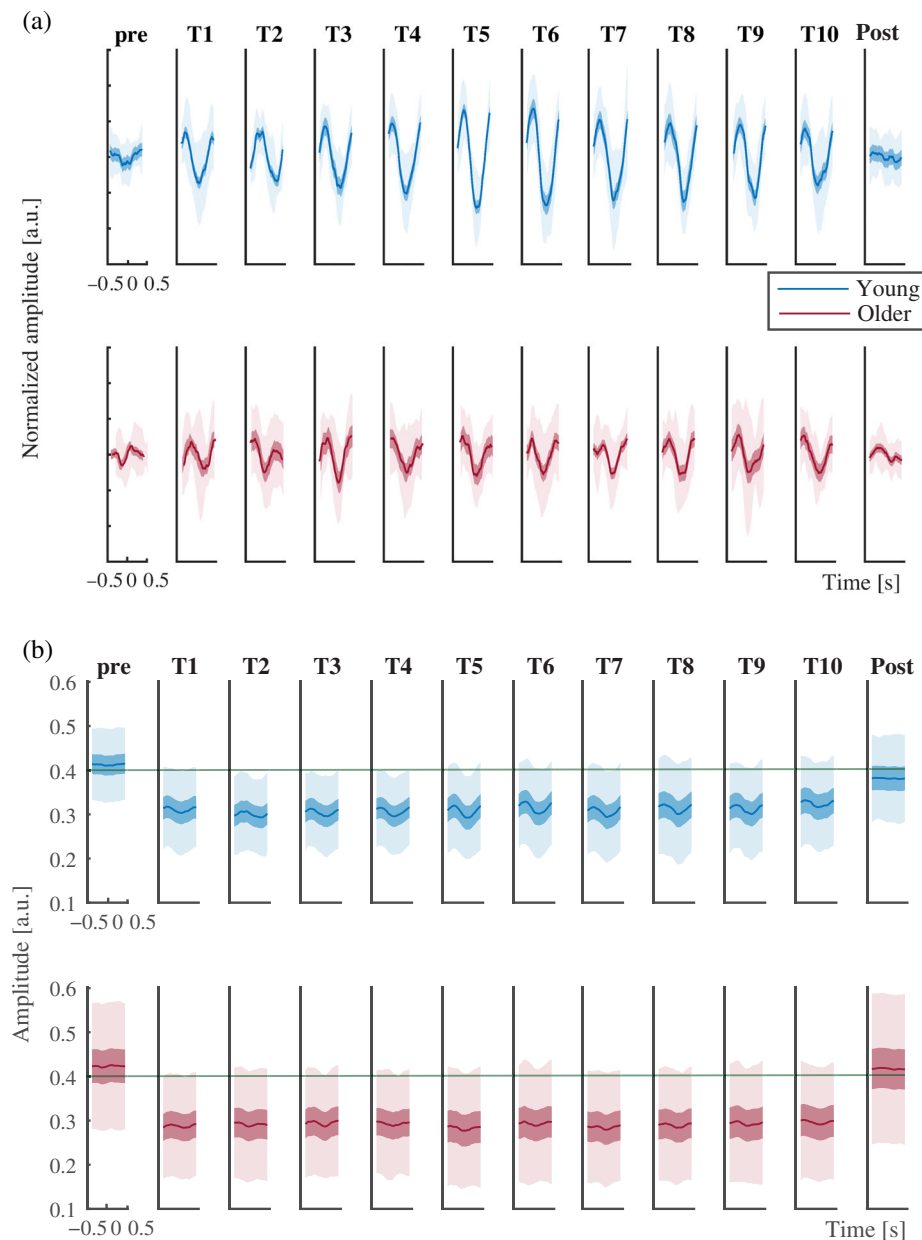 (a)
pre T1 T2 T3 T4 T5 T6 T7 T8 T9 T10 Post
Normalized amplitude [a.u.]
−0.5 0 0.5
Young
Older
−0.5 0 0.5
Time [s]
(b)
pre T1 T2 T3 T4 T5 T6 T7 T8 T9 T10 Post
0.6
0.5
0.4
0.3
0.2
0.1
−0.5 0 0.5
Amplitude [a.u.]
0.6
0.5
0.4
0.3
0.2
0.1
−0.5 0 0.5
Time [s]